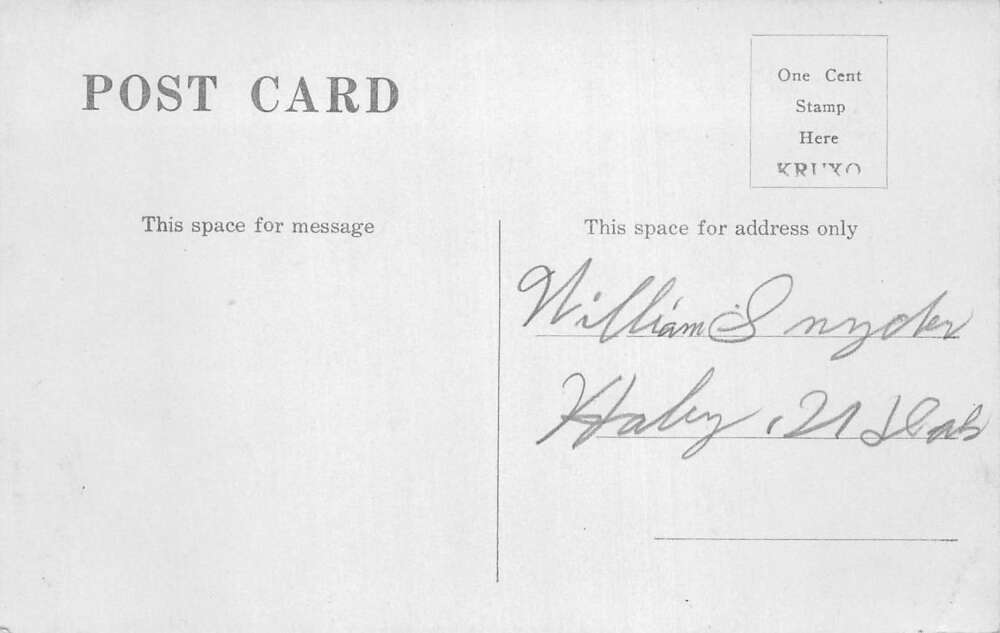 POST CARD
One Cent
Stamp
Here
KRUXO
This space for message
This space for address only
William Snyder
Haley, N Dak